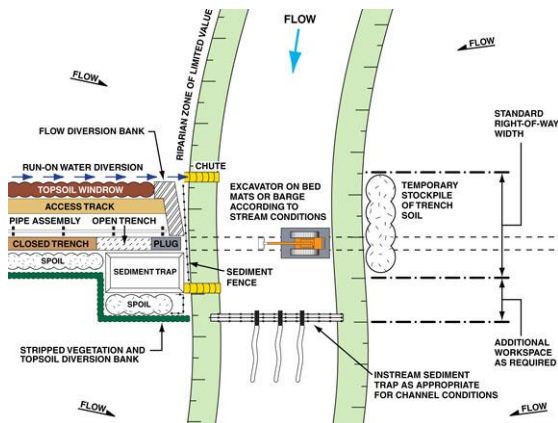 FLOW
FLOW
FLOW
RIPARIAN ZONE OF LIMITED VALUE
FLOW DIVERSION BANK
STANDARD
RIGHT-OF-WAY
WIDTH
RUN-ON WATER DIVERSION
CHUTE
TOPSOIL WINDROW
EXCAVATOR ON BED
MATS OR BARGE
ACCORDING TO
STREAM CONDITIONS
TEMPORARY
STOCKPILE
OF TRENCH
SOIL
ACCESS TRACK
PIPE ASSEMBLY
OPEN TRENCH
CLOSED TRENCH
PLUG
SPOIL
SEDIMENT TRAP
SEDIMENT
FENCE
SPOIL
STRIPPED VEGETATION AND
TOPSOIL DIVERSION BANK
INSTREAM SEDIMENT
TRAP AS APPROPRIATE
FOR CHANNEL CONDITIONS
ADDITIONAL
WORKSPACE
AS REQUIRED
FLOW
FLOW